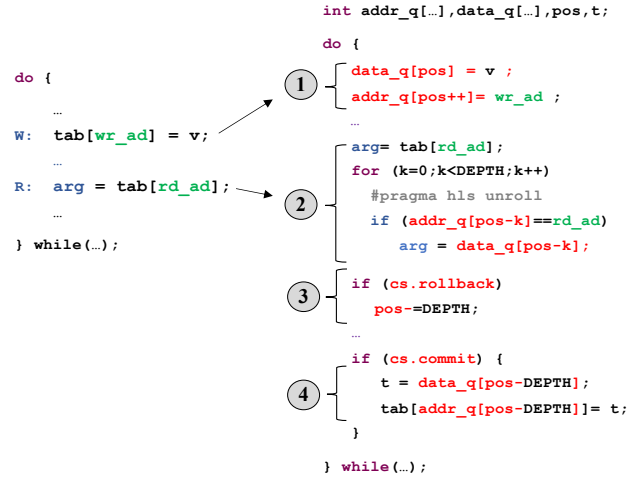 do {
…
W: tab[wr_ad] = v;
…
R: arg = tab[rd_ad];
…
} while(…);
int addr_q[…],data_q[…],pos,t;
do {
1
data_q[pos] = v ;
addr_q[pos++]= wr_ad ;
…
2
arg= tab[rd_ad];
for (k=0;k<DEPTH;k++)
#pragma hls unroll
if (addr_q[pos-k]==rd_ad)
arg = data_q[pos-k];
3
if (cs.rollback)
pos-=DEPTH;
…
4
if (cs.commit) {
t = data_q[pos-DEPTH];
tab[addr_q[pos-DEPTH]]= t;
}
} while(…);